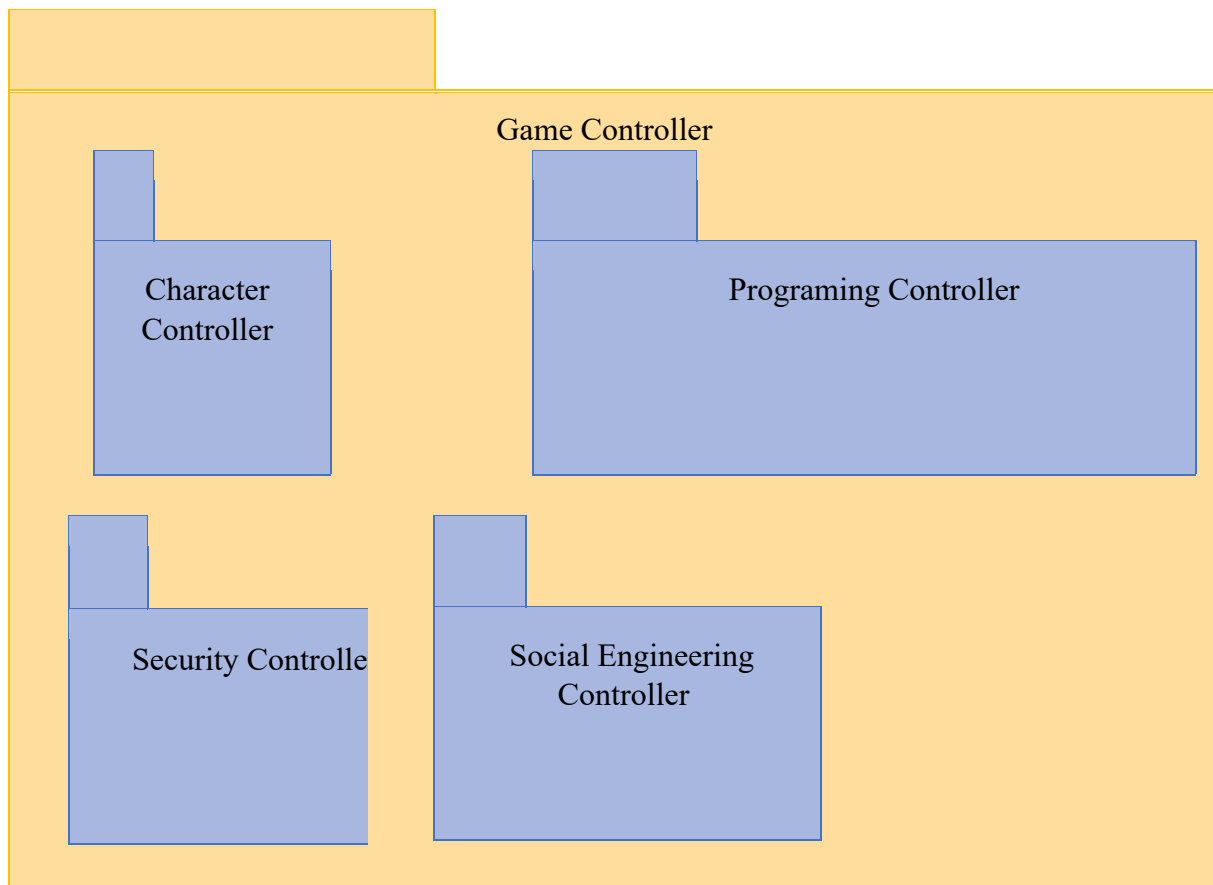 Game Controller
Character
Controller
Programing Controller
Security Controlle
Social Engineering
Controller